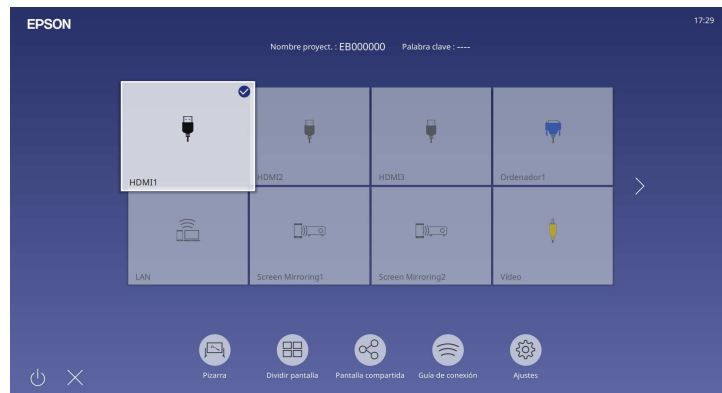 EPSON
17:29
Nombre proyect. : EB000000 Palabra clave : ----
HDMI1
HDMI2
HDMI3
Ordenador1
LAN
Screen Mirroring1
Screen Mirroring2
Vídeo
Pizarra
Dividir pantalla
Pantalla compartida
Guía de conexión
Ajustes